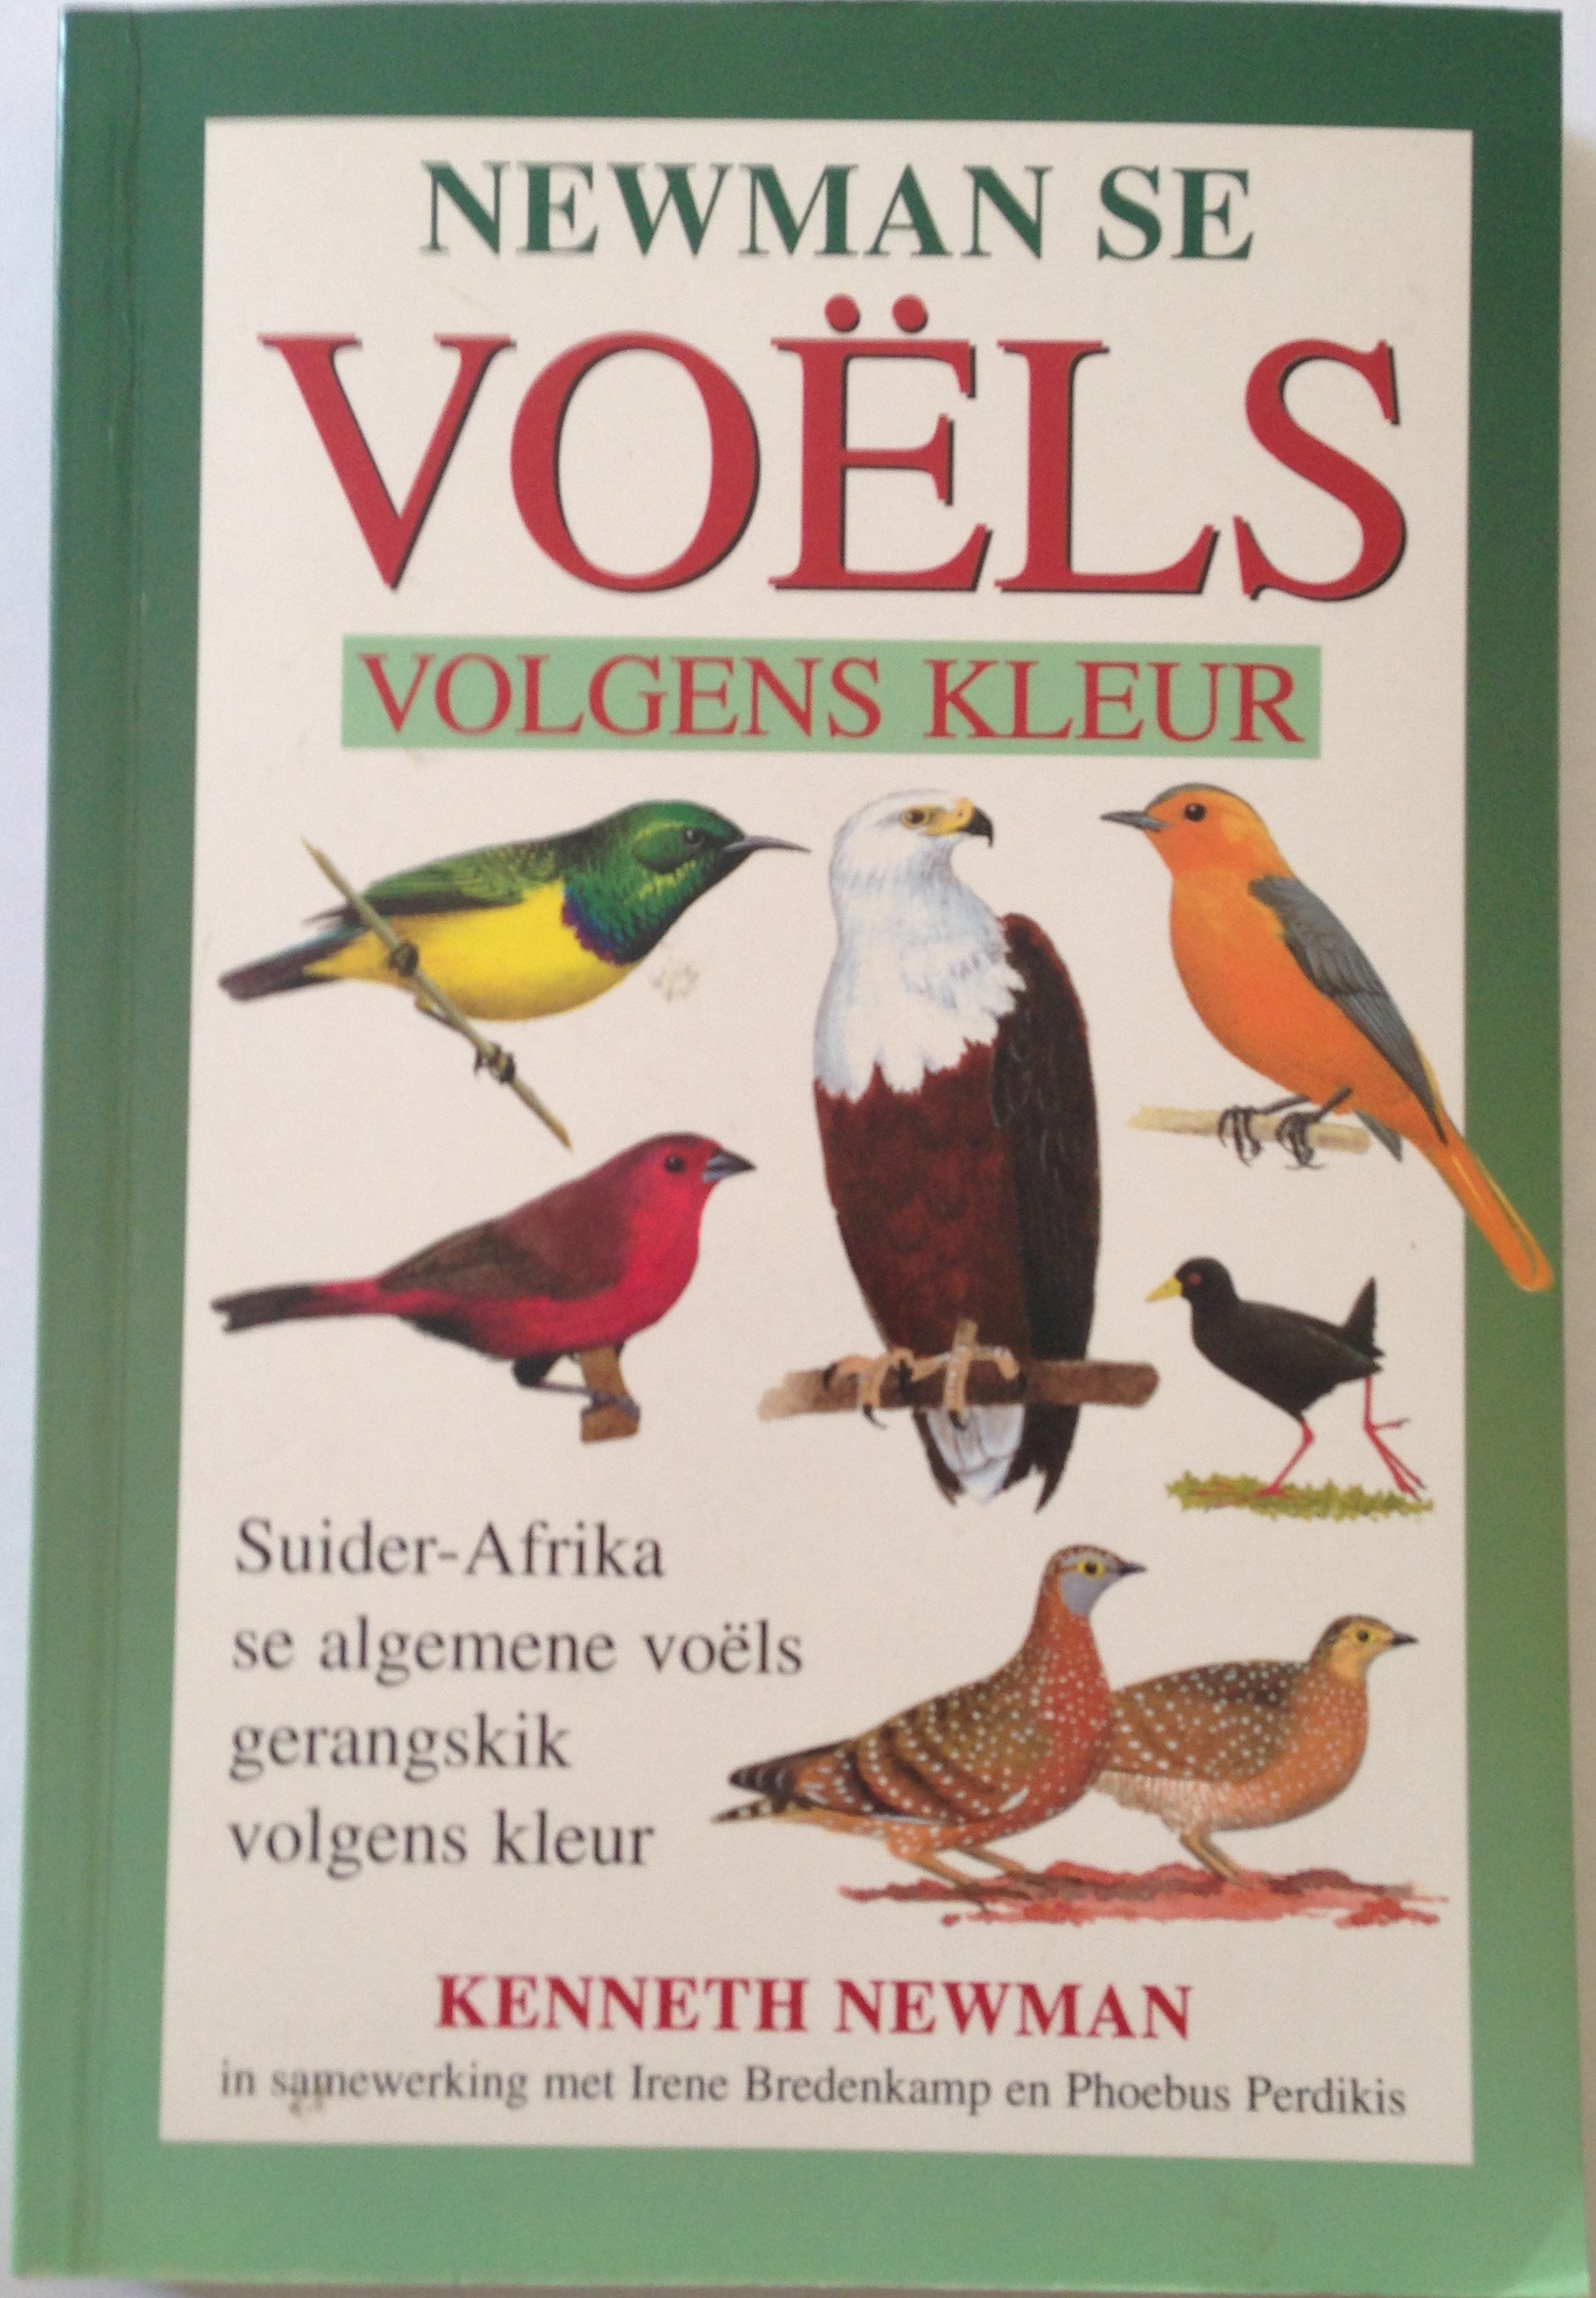 NEWMAN SE
VOËLS
VOLGENS KLEUR
Suider-Afrika
se algemene voëls
gerangskik
volgens kleur
KENNETH NEWMAN
in samewerking met Irene Bredenkamp en Phoebus Perdikis